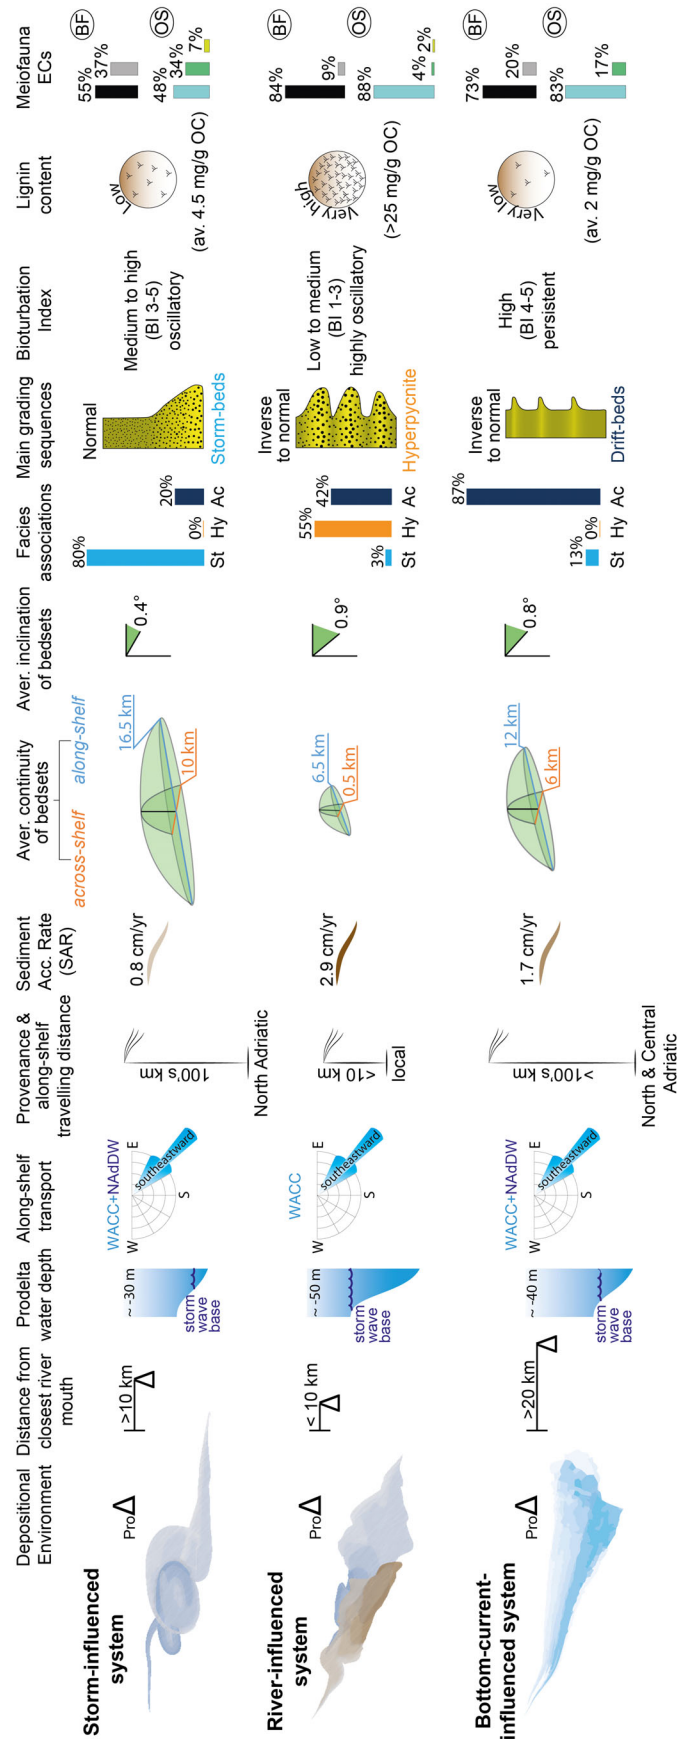 Depositional
Environment
Distance from
closest river
mouth
Prodelta
water depth
Along-shelf
transport
Provenance &
along-shelf
travelling distance
Sediment
Acc. Rate
(SAR)
Aver. continuity
of bedsets
across-shelf
along-shelf
Aver. inclination
of bedsets
Facies
associations
Main grading
sequences
Bioturbation
Index
Lignin
content
Meiofauna
ECs
Storm-influenced
system
Pro
>10 km
~ -30 m
storm
wave
base
WACC+NAdDW
W
E
S
southeastward
100's km
North Adriatic
0.8 cm/yr
16.5 km
10 km
0.4°
80%
0%
20%
St
Hy
Ac
Normal
Storm-beds
Medium to high
(BI 3-5)
oscillatory
Low
(av. 4.5 mg/g OC)
55%
37%
BF
48%
34%
7%
OS
River-influenced
system
Pro
< 10 km
~ -50 m
storm
wave
base
WACC
W
E
S
southeastward
<10 km
local
2.9 cm/yr
6.5 km
0.5 km
0.9°
3%
55%
42%
St
Hy
Ac
Inverse
to normal
Hyperpycnite
Low to medium
(BI 1-3)
highly oscillatory
Very high
(>25 mg/g OC)
84%
9%
BF
88%
4%
2%
OS
Bottom-current-
influenced system
Pro
>20 km
~ -40 m
storm
wave
base
WACC+NAdDW
W
E
S
southeastward
>100's km
North & Central
Adriatic
1.7 cm/yr
12 km
6 km
0.8°
13%
0%
87%
St
Hy
Ac
Inverse
to normal
Drift-beds
High
(BI 4-5)
persistent
Very low
(av. 2 mg/g OC)
73%
20%
BF
83%
17%
OS